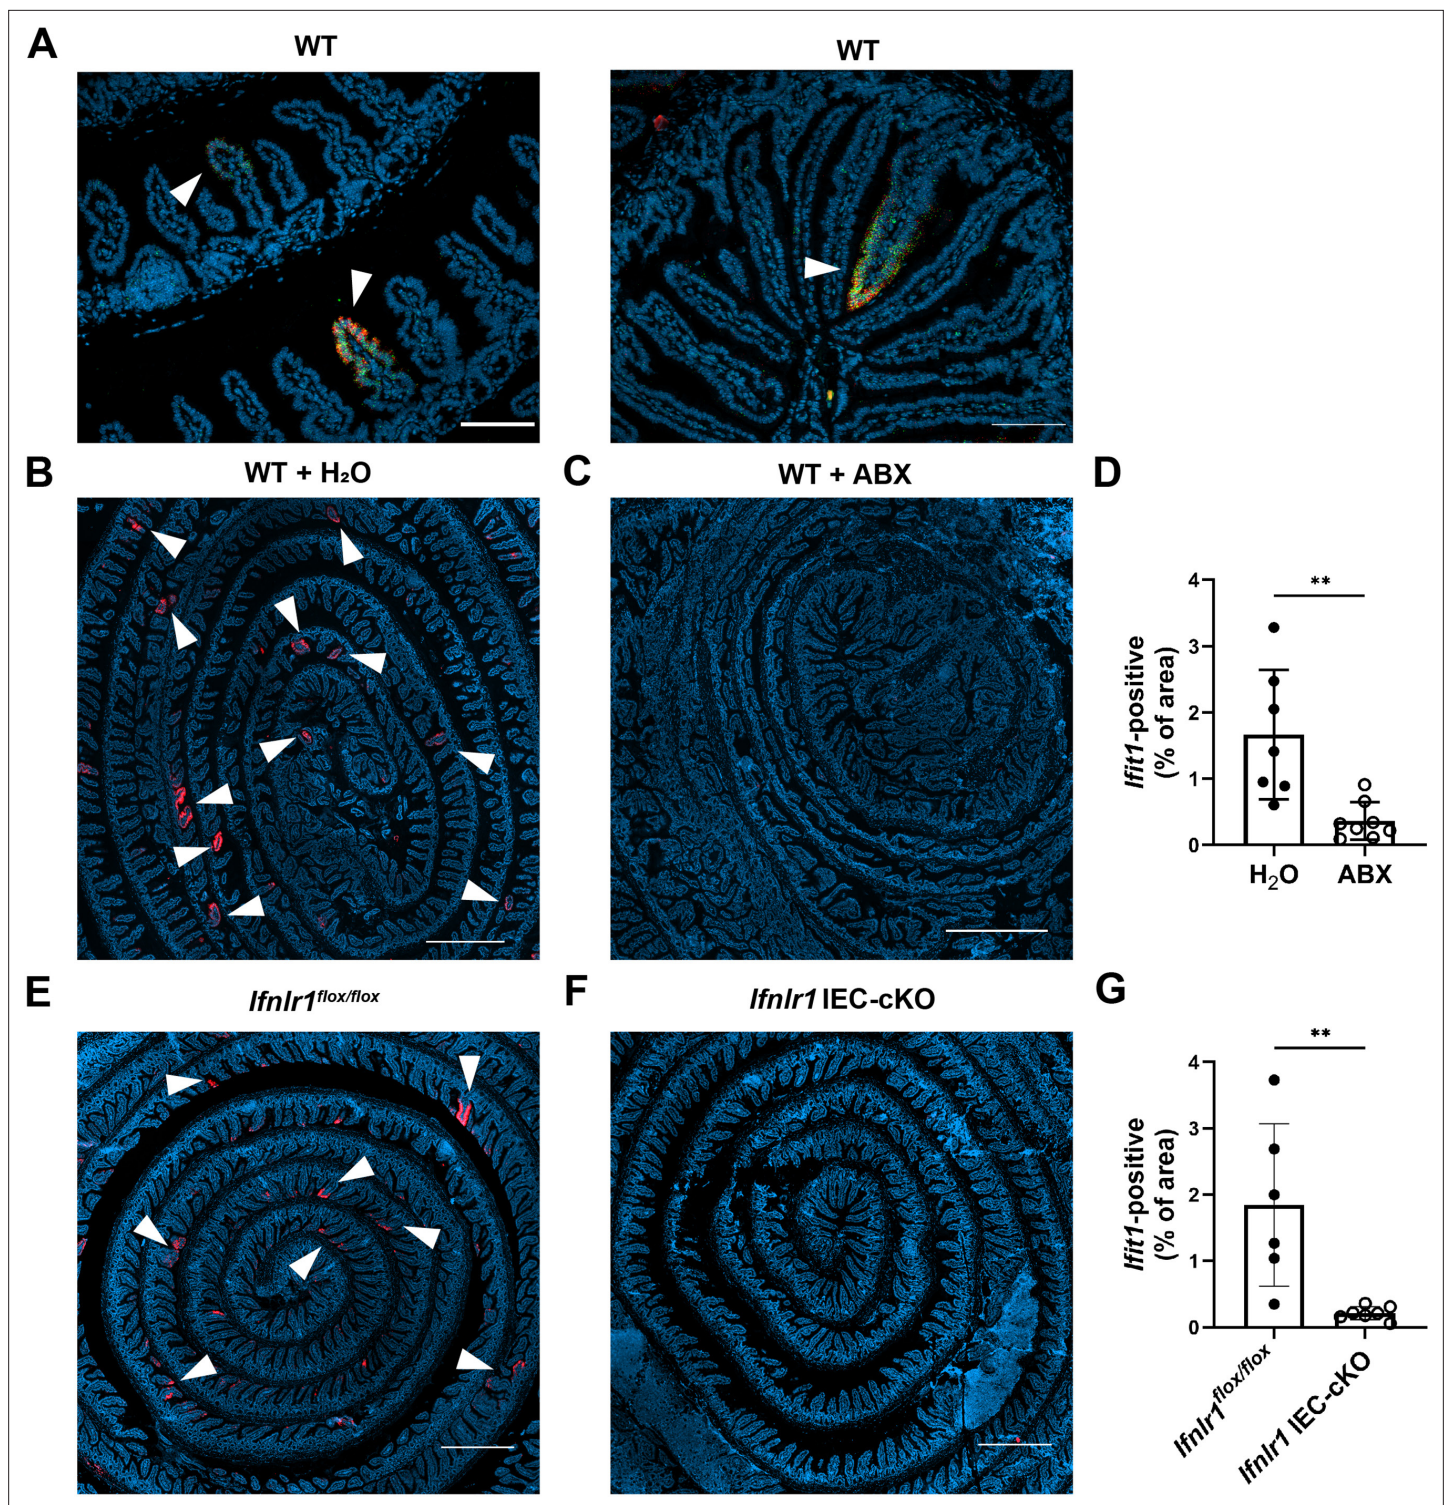 A
WT
WT
B
WT + H₂O
C
WT + ABX
D
Ifit1-positive
(% of area)
4
3
2
1
0
**
H₂O
ABX
E
Ifnlr1flox/flox
F
Ifnlr1 IEC-cKO
G
Ifit1-positive
(% of area)
4
3
2
1
0
**
Ifnlr1flox/flox
Ifnlr1 IEC-cKO